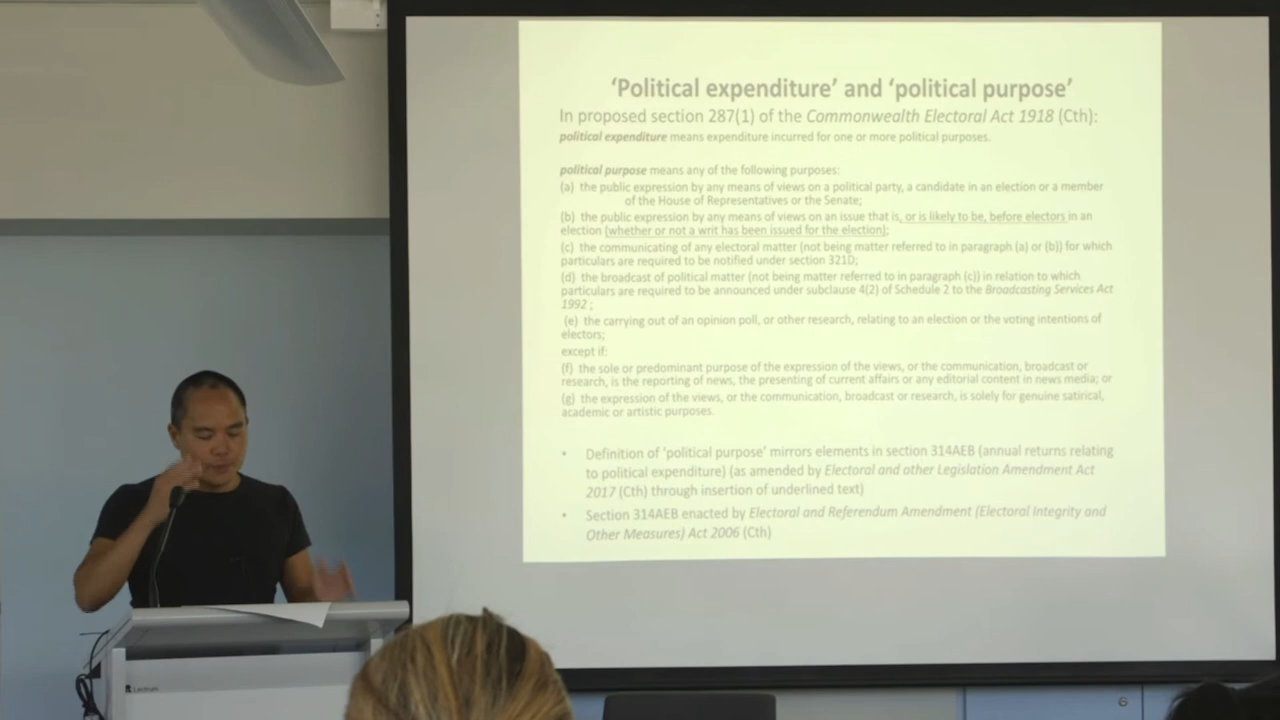 ‘Political expenditure’ and ‘political purpose’
In proposed section 287(1) of the Commonwealth Electoral Act 1918 (Cth):
political expenditure means expenditure incurred for one or more political purposes.
political purpose means any of the following purposes:
(a) the public expression by any means of views on a political party, a candidate in an election or a member
of the House of Representatives or the Senate;
(b) the public expression by any means of views on an issue that is, or is likely to be, before electors in an
election (whether or not a writ has been issued for the election);
(c) the communicating of any electoral matter (not being matter referred to in paragraph (a) or (b)) for which
particulars are required to be notified under section 321D;
(d) the broadcast of political matter (not being matter referred to in paragraph (c)) in relation to which
particulars are required to be announced under subclause 4(2) of Schedule 2 to the Broadcasting Services Act
1992 ;
(e) the carrying out of an opinion poll, or other research, relating to an election or the voting intentions of
electors;
except if:
(f) the sole or predominant purpose of the expression of the views, or the communication, broadcast or
research, is the reporting of news, the presenting of current affairs or any editorial content in news media; or
(g) the expression of the views, or the communication, broadcast or research, is solely for genuine satirical,
academic or artistic purposes.
• Definition of ‘political purpose’ mirrors elements in section 314AEB (annual returns relating
to political expenditure) (as amended by Electoral and other Legislation Amendment Act
2017 (Cth) through insertion of underlined text)
• Section 314AEB enacted by Electoral and Referendum Amendment (Electoral Integrity and
Other Measures) Act 2006 (Cth)